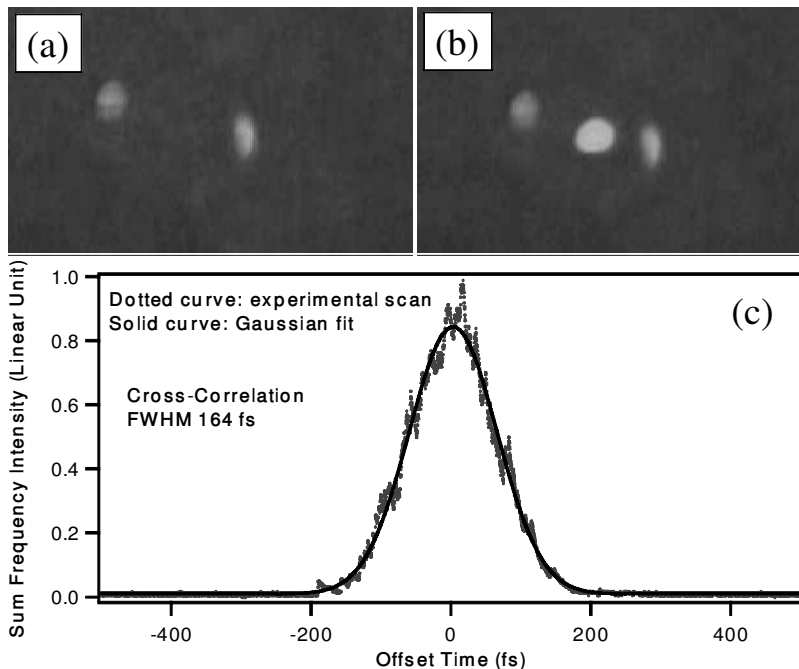 (a)
(b)
1.0
0.8
0.6
0.4
0.2
0.0
Sum Frequency Intensity (Linear Unit)
Dotted curve: experimental scan
Solid curve: Gaussian fit
(c)
Cross-Correlation
FWHM 164 fs
-400
-200
0
200
400
Offset Time (fs)